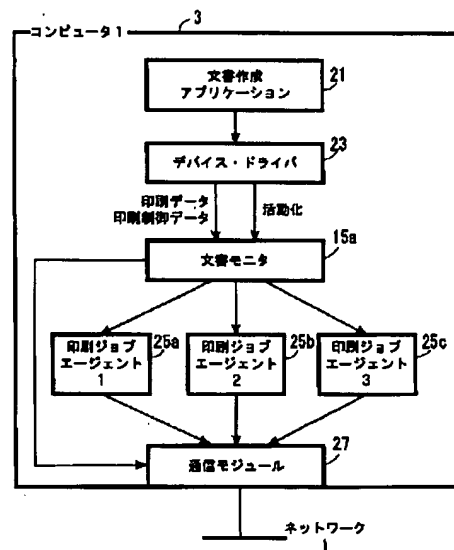 コンピュータ1
3
文書作成
アプリケーション
21
デバイス・ドライバ
23
印刷データ
印刷制御データ
活動化
文書モニタ
15a
印刷ジョブ
エージェント
1
25a
印刷ジョブ
エージェント
2
25b
印刷ジョブ
エージェント
3
25c
通信モジュール
27
ネットワーク